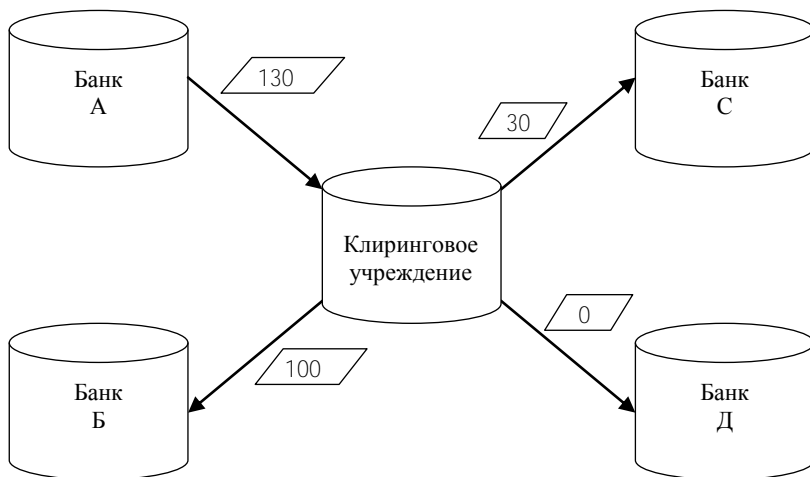 Банк
А
130
Банк
С
30
Клиринговое
учреждение
Банк
Б
100
0
Банк
Д